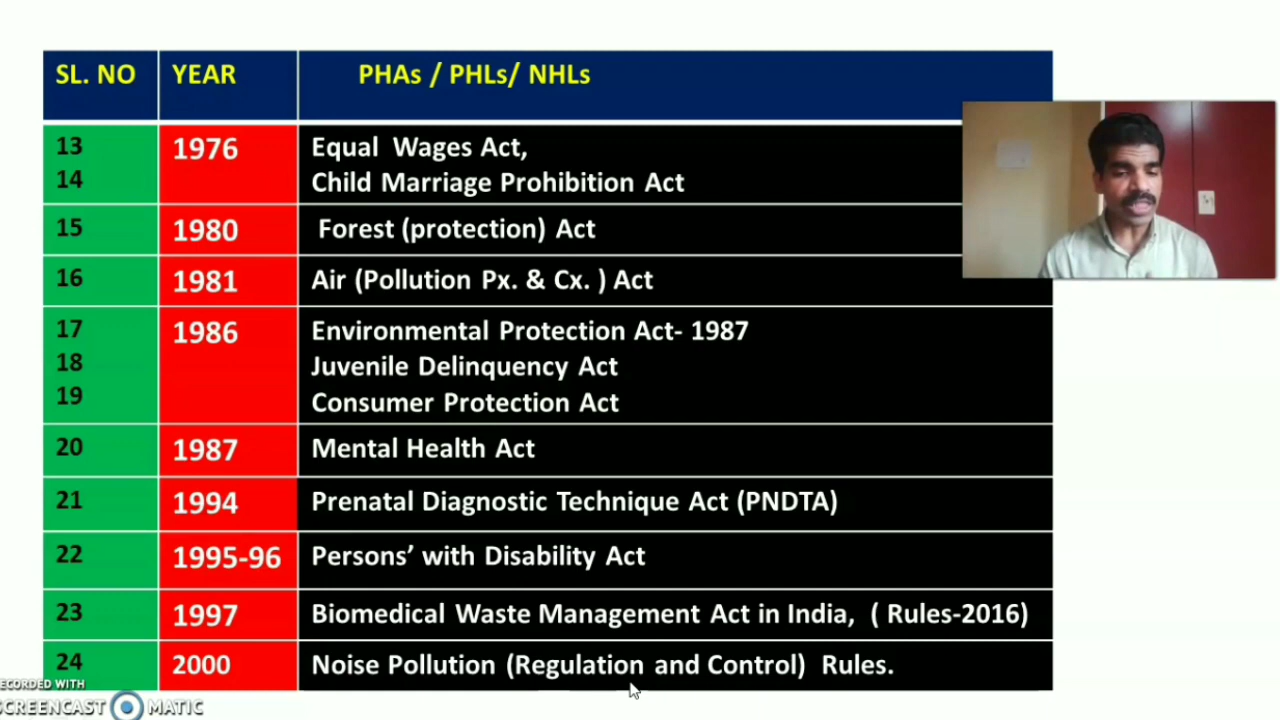 SL. NO YEAR PHAs / PHLs/ NHLs
13 1976 Equal Wages Act,
14 Child Marriage Prohibition Act
15 1980 Forest (protection) Act
16 1981 Air (Pollution Px. & Cx. ) Act
17 1986 Environmental Protection Act- 1987
18 Juvenile Delinquency Act
19 Consumer Protection Act
20 1987 Mental Health Act
21 1994 Prenatal Diagnostic Technique Act (PNDTA)
22 1995-96 Persons’ with Disability Act
23 1997 Biomedical Waste Management Act in India, ( Rules-2016)
24 2000 Noise Pollution (Regulation and Control) Rules.
ECORDED WITH
SCREENCAST MATIC